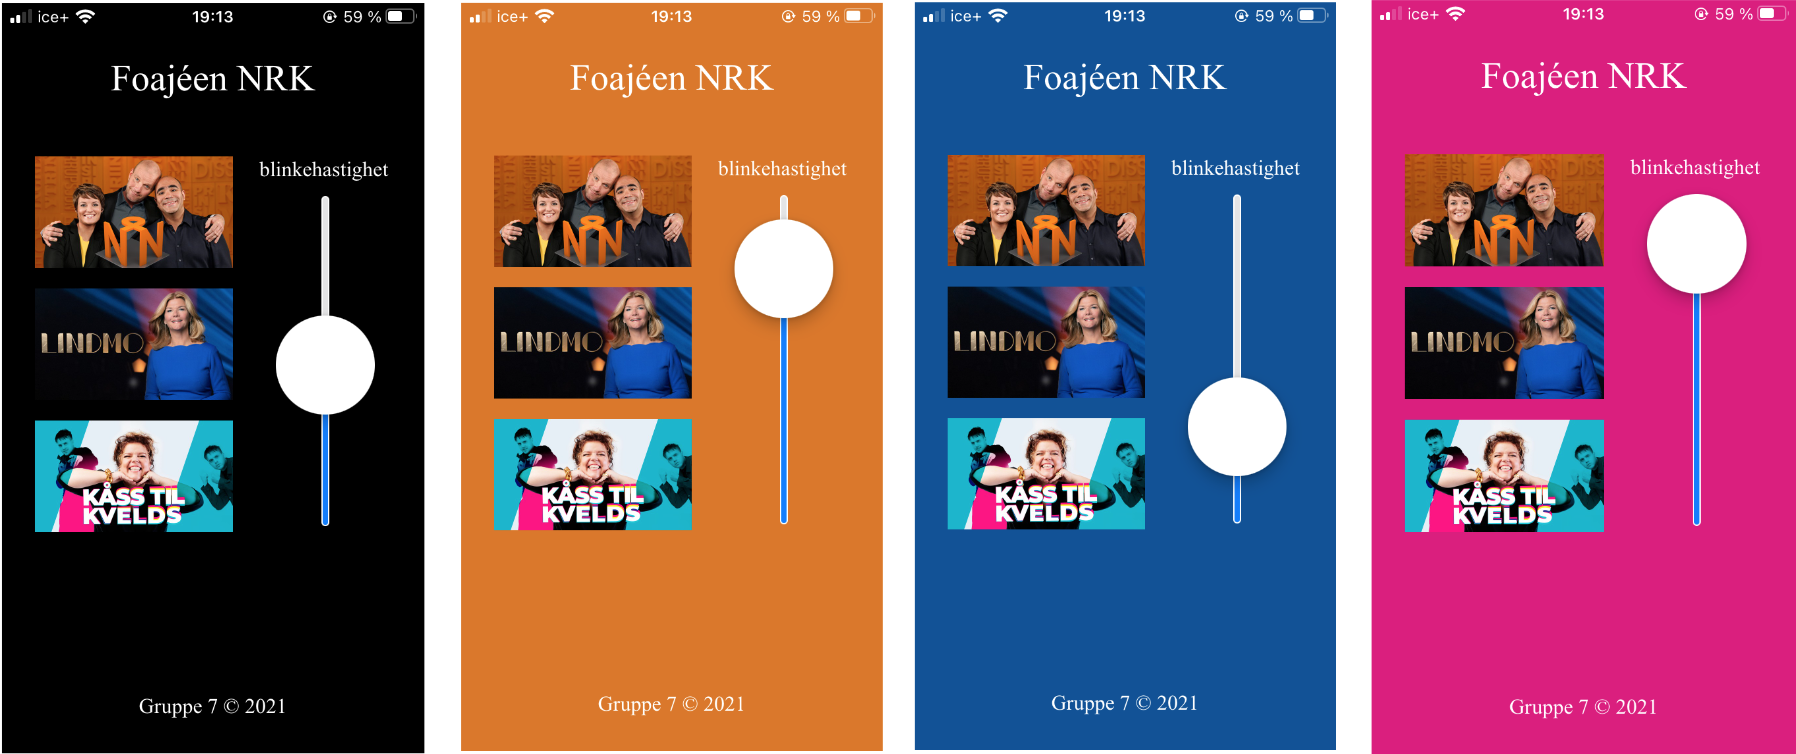 ice+ 19:13 59 %
Foajéen NRK
blinkehastighet
NN
LINDMO
KÅSS TIL
KVELDS
Gruppe 7 © 2021
ice+ 19:13 59 %
Foajéen NRK
blinkehastighet
NN
LINDMO
KÅSS TIL
KVELDS
Gruppe 7 © 2021
ice+ 19:13 59 %
Foajéen NRK
blinkehastighet
NN
LINDMO
KÅSS TIL
KVELDS
Gruppe 7 © 2021
ice+ 19:13 59 %
Foajéen NRK
blinkehastighet
NN
LINDMO
KÅSS TIL
KVELDS
Gruppe 7 © 2021